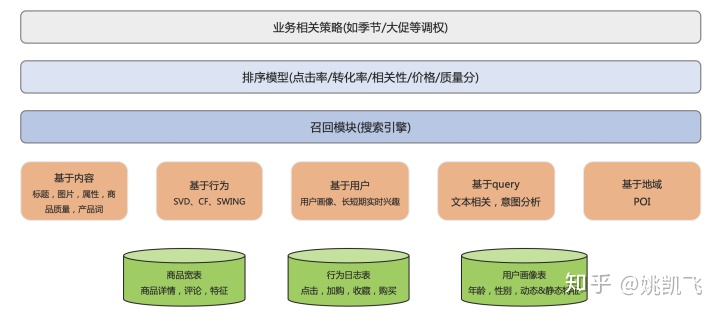 业务相关策略(如季节/大促等调权)
排序模型(点击率/转化率/相关性/价格/质量分)
召回模块(搜索引擎)
基于内容
标题，图片，属性，商
品质量，产品词
基于行为
SVD、CF、SWING
基于用户
用户画像、长短期实时兴趣
基于query
文本相关，意图分析
基于地域
POI
商品宽表
商品详情，评论，特征
行为日志表
点击，加购，收藏，购买
用户画像表
年龄，性别，动态&静态特征
知乎 @姚凯飞